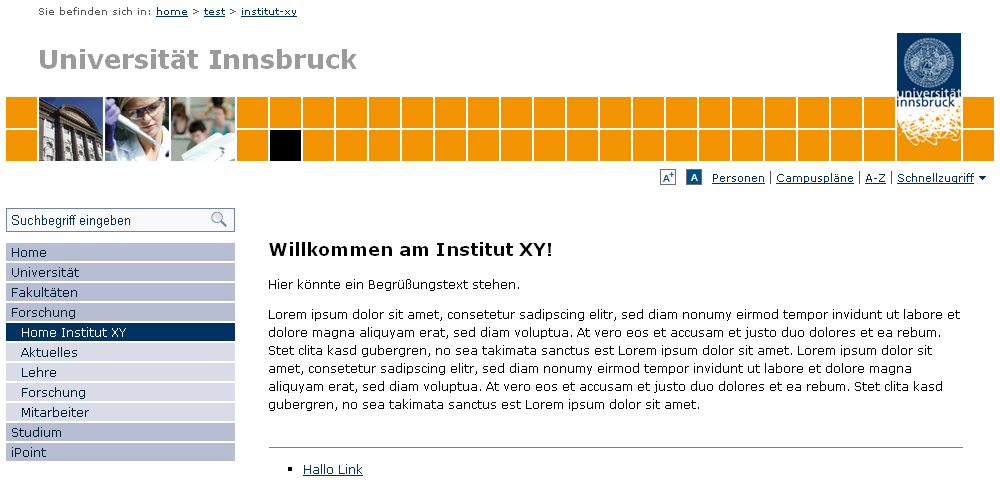 Sie befinden sich in: home > test > institut-xy
Universität Innsbruck
universität
innsbruck
A+ A Personen | Campuspläne | A-Z | Schnellzugriff
Suchbegriff eingeben
Home
Universität
Fakultäten
Forschung
Home Institut XY
Aktuelles
Lehre
Forschung
Mitarbeiter
Studium
iPoint
Willkommen am Institut XY!
Hier könnte ein Begrüßungstext stehen.
Lorem ipsum dolor sit amet, consetetur sadipscing elitr, sed diam nonumy eirmod tempor invidunt ut labore et
dolore magna aliquyam erat, sed diam voluptua. At vero eos et accusam et justo duo dolores et ea rebum.
Stet clita kasd gubergren, no sea takimata sanctus est Lorem ipsum dolor sit amet. Lorem ipsum dolor sit
amet, consetetur sadipscing elitr, sed diam nonumy eirmod tempor invidunt ut labore et dolore magna
aliquyam erat, sed diam voluptua. At vero eos et accusam et justo duo dolores et ea rebum. Stet clita kasd
gubergren, no sea takimata sanctus est Lorem ipsum dolor sit amet.
Hallo Link